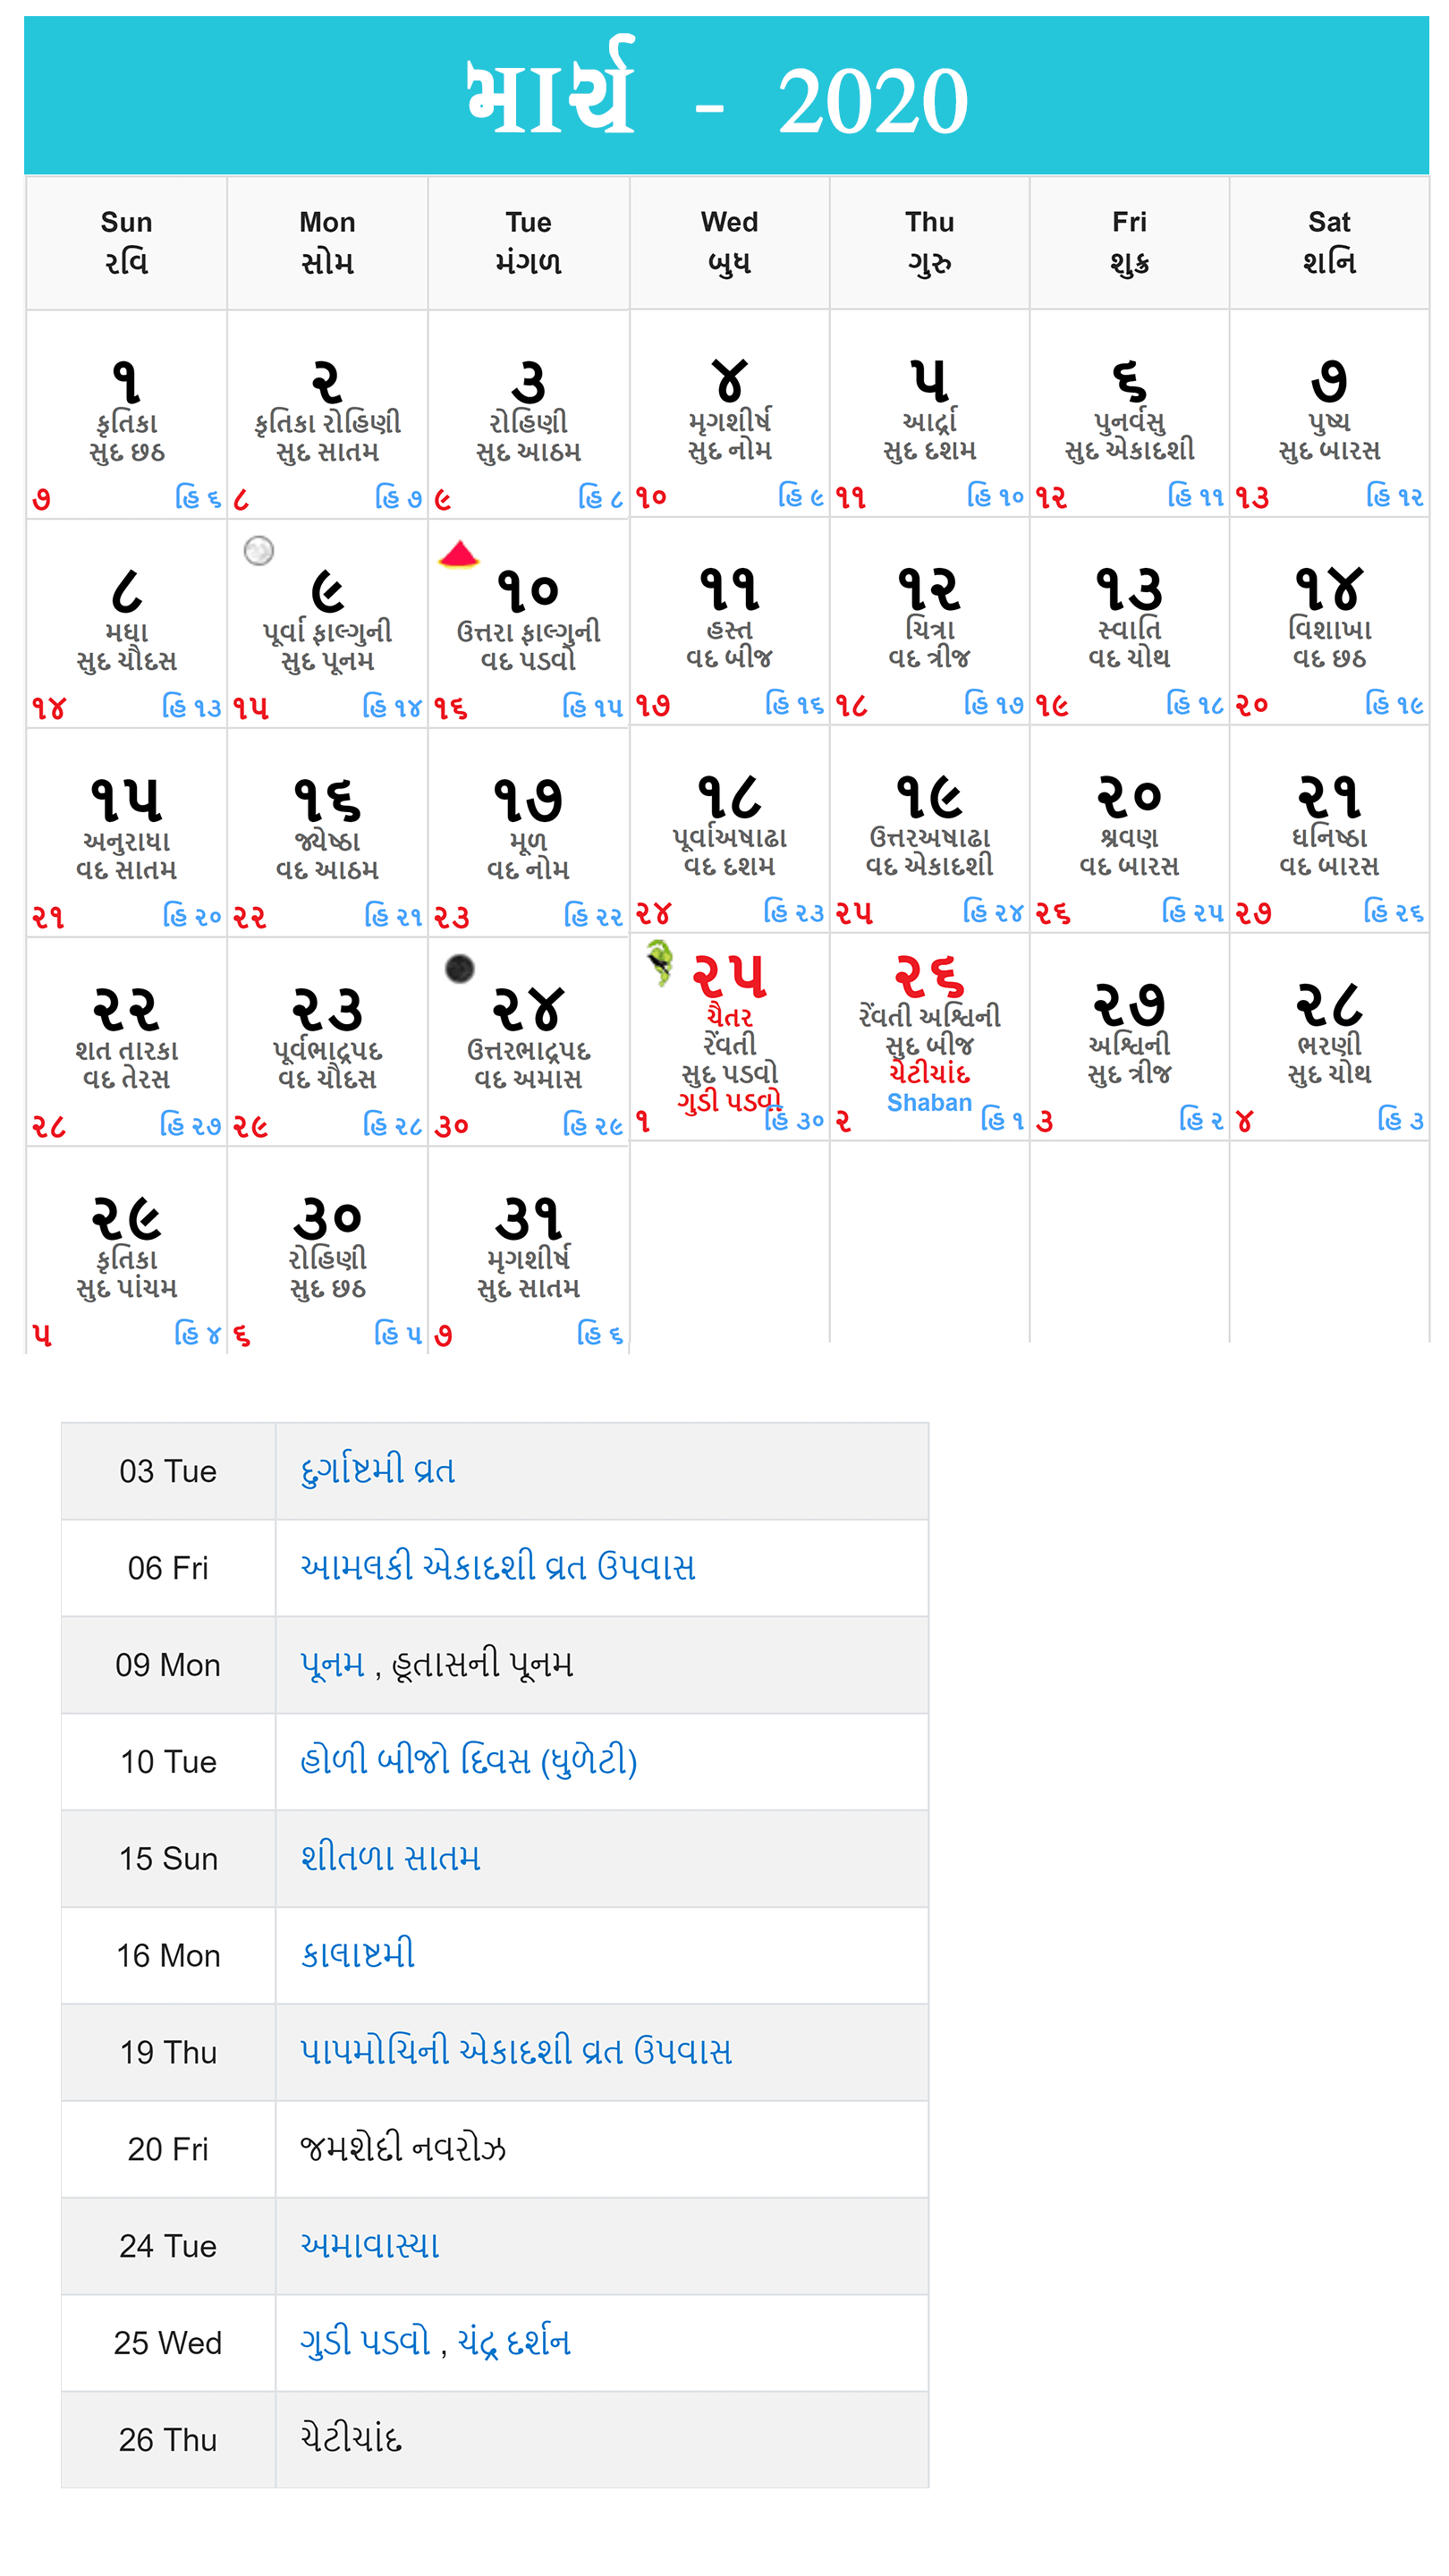 માર્ચ - 2020
Sun Mon Tue Wed Thu Fri Sat
રવિ સોમ મંગળ બુધ ગુરુ શુક્ર શનિ
૧ ૨ ૩ ૪ ૫ ૬ ૭
કૃતિકા કૃતિકા રોહિણી રોહિણી મૃગશીર્ષ આર્દ્રા પુનર્વસુ પુષ્ય
સુદ છઠ સુદ સાતમ સુદ આઠમ સુદ નોમ સુદ દશમ સુદ એકાદશી સુદ બારસ
૭ હિ ૬ ૮ હિ ૭ ૯ હિ ૮ ૧૦ હિ ૯ ૧૧ હિ ૧૦ ૧૨ હિ ૧૧ ૧૩ હિ ૧૨
૮ ૯ ૧૦ ૧૧ ૧૨ ૧૩ ૧૪
મઘા પૂર્વા ફાલ્ગુની ઉત્તરા ફાલ્ગુની હસ્ત ચિત્રા સ્વાતિ વિશાખા
સુદ ચૌદસ સુદ પૂનમ વદ પડવો વદ બીજ વદ ત્રીજ વદ ચોથ વદ છઠ
૧૪ હિ ૧૩ ૧૫ હિ ૧૪ ૧૬ હિ ૧૫ ૧૭ હિ ૧૬ ૧૮ હિ ૧૭ ૧૯ હિ ૧૮ ૨૦ હિ ૧૯
૧૫ ૧૬ ૧૭ ૧૮ ૧૯ ૨૦ ૨૧
અનુરાધા જ્યેષ્ઠા મૂળ પૂર્વાઅષાઢા ઉત્તરઅષાઢા શ્રવણ ધનિષ્ઠા
વદ સાતમ વદ આઠમ વદ નોમ વદ દશમ વદ એકાદશી વદ બારસ વદ બારસ
૨૧ હિ ૨૦ ૨૨ હિ ૨૧ ૨૩ હિ ૨૨ ૨૪ હિ ૨૩ ૨૫ હિ ૨૪ ૨૬ હિ ૨૫ ૨૭ હિ ૨૬
૨૨ ૨૩ ૨૪ ૨૫ ૨૬ ૨૭ ૨૮
ચૈતર રેંવતી અશ્વિની
શત તારકા પૂર્વભાદ્રપદ ઉત્તરભાદ્રપદ રેંવતી સુદ બીજ અશ્વિની ભરણી
વદ તેરસ વદ ચૌદસ વદ અમાસ સુદ પડવો ચેટીચાંદ સુદ ત્રીજ સુદ ચોથ
ગુડી પડવો Shaban
૨૮ હિ ૨૭ ૨૯ હિ ૨૮ ૩૦ હિ ૨૯ ૧ હિ ૩૦ ૨ હિ ૧ ૩ હિ ૨ ૪ હિ ૩
૨૯ ૩૦ ૩૧
કૃતિકા રોહિણી મૃગશીર્ષ
સુદ પાંચમ સુદ છઠ સુદ સાતમ
૫ હિ ૪ ૬ હિ ૫ ૭ હિ ૬
03 Tue દુર્ગાષ્ટમી વ્રત
06 Fri આમલકી એકાદશી વ્રત ઉપવાસ
09 Mon પૂનમ , હૂતાસની પૂનમ
10 Tue હોળી બીજો દિવસ (ધુળેટી)
15 Sun શીતળા સાતમ
16 Mon કાલાષ્ટમી
19 Thu પાપમોચિની એકાદશી વ્રત ઉપવાસ
20 Fri જમશેદી નવરોઝ
24 Tue અમાવાસ્યા
25 Wed ગુડી પડવો , ચંદ્ર દર્શન
26 Thu ચેટીચાંદ